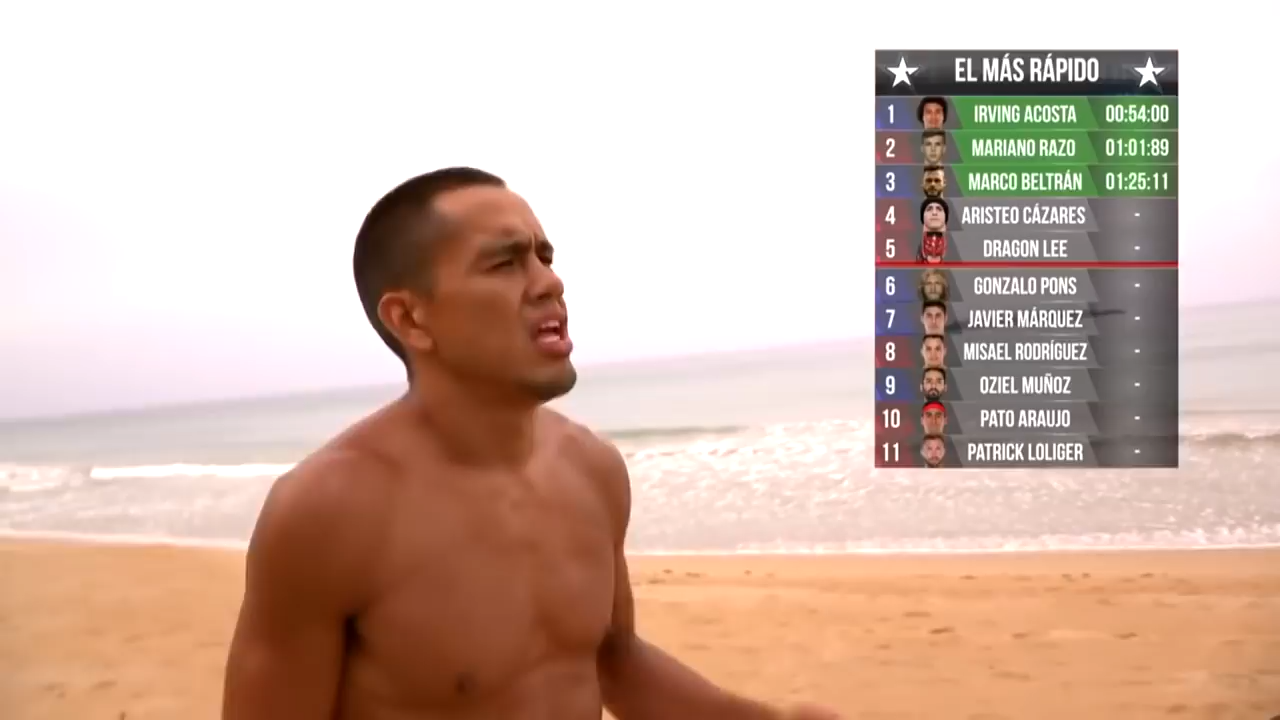 EL MÁS RÁPIDO
1 IRVING ACOSTA 00:54:00
2 MARIANO RAZO 01:01:89
3 MARCO BELTRÁN 01:25:11
4 ARISTEO CÁZARES -
5 DRAGON LEE -
6 GONZALO PONS -
7 JAVIER MÁRQUEZ -
8 MISAEL RODRÍGUEZ -
9 OZIEL MUÑOZ -
10 PATO ARAUJO -
11 PATRICK LOLIGER -